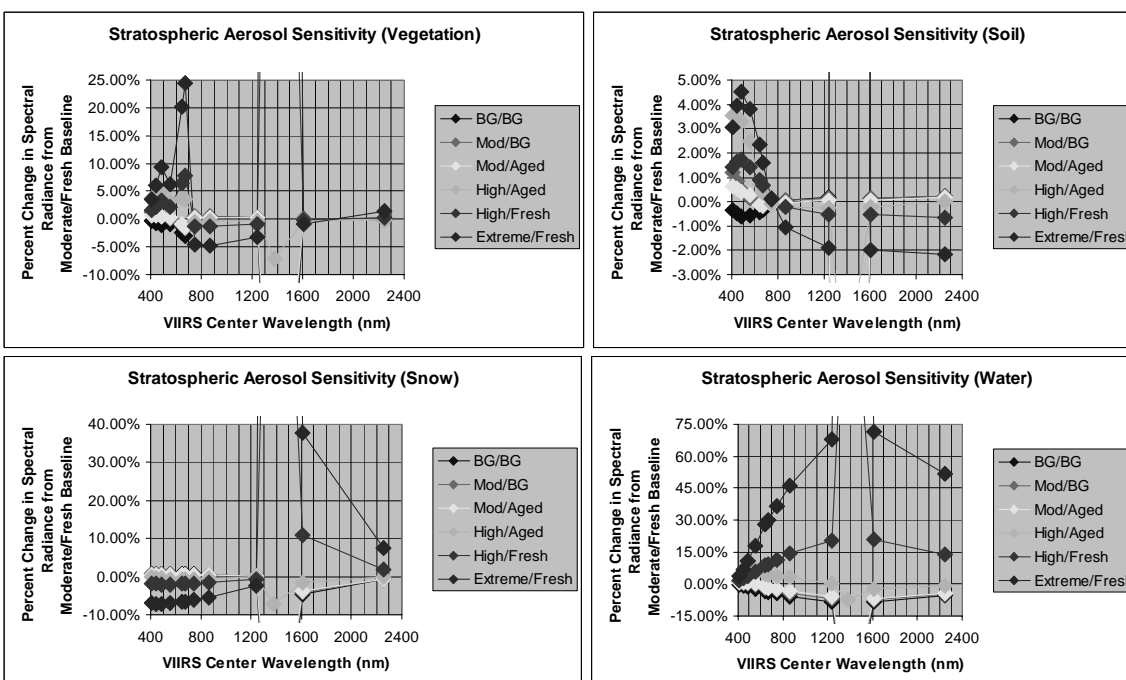 Stratospheric Aerosol Sensitivity (Vegetation)
Percent Change in Spectral
Radiance from
Moderate/Fresh Baseline
25.00%
20.00%
15.00%
10.00%
5.00%
0.00%
-5.00%
-10.00%
400 800 1200 1600 2000 2400
VIIRS Center Wavelength (nm)
BG/BG
Mod/BG
Mod/Aged
High/Aged
High/Fresh
Extreme/Fresh
Stratospheric Aerosol Sensitivity (Soil)
Percent Change in Spectral
Radiance from
Moderate/Fresh Baseline
5.00%
4.00%
3.00%
2.00%
1.00%
0.00%
-1.00%
-2.00%
-3.00%
400 800 1200 1600 2000 2400
VIIRS Center Wavelength (nm)
BG/BG
Mod/BG
Mod/Aged
High/Aged
High/Fresh
Extreme/Fresh
Stratospheric Aerosol Sensitivity (Snow)
Percent Change in Spectral
Radiance from
Moderate/Fresh Baseline
40.00%
30.00%
20.00%
10.00%
0.00%
-10.00%
400 800 1200 1600 2000 2400
VIIRS Center Wavelength (nm)
BG/BG
Mod/BG
Mod/Aged
High/Aged
High/Fresh
Extreme/Fresh
Stratospheric Aerosol Sensitivity (Water)
Percent Change in Spectral
Radiance from
Moderate/Fresh Baseline
75.00%
60.00%
45.00%
30.00%
15.00%
0.00%
-15.00%
400 800 1200 1600 2000 2400
VIIRS Center Wavelength (nm)
BG/BG
Mod/BG
Mod/Aged
High/Aged
High/Fresh
Extreme/Fresh